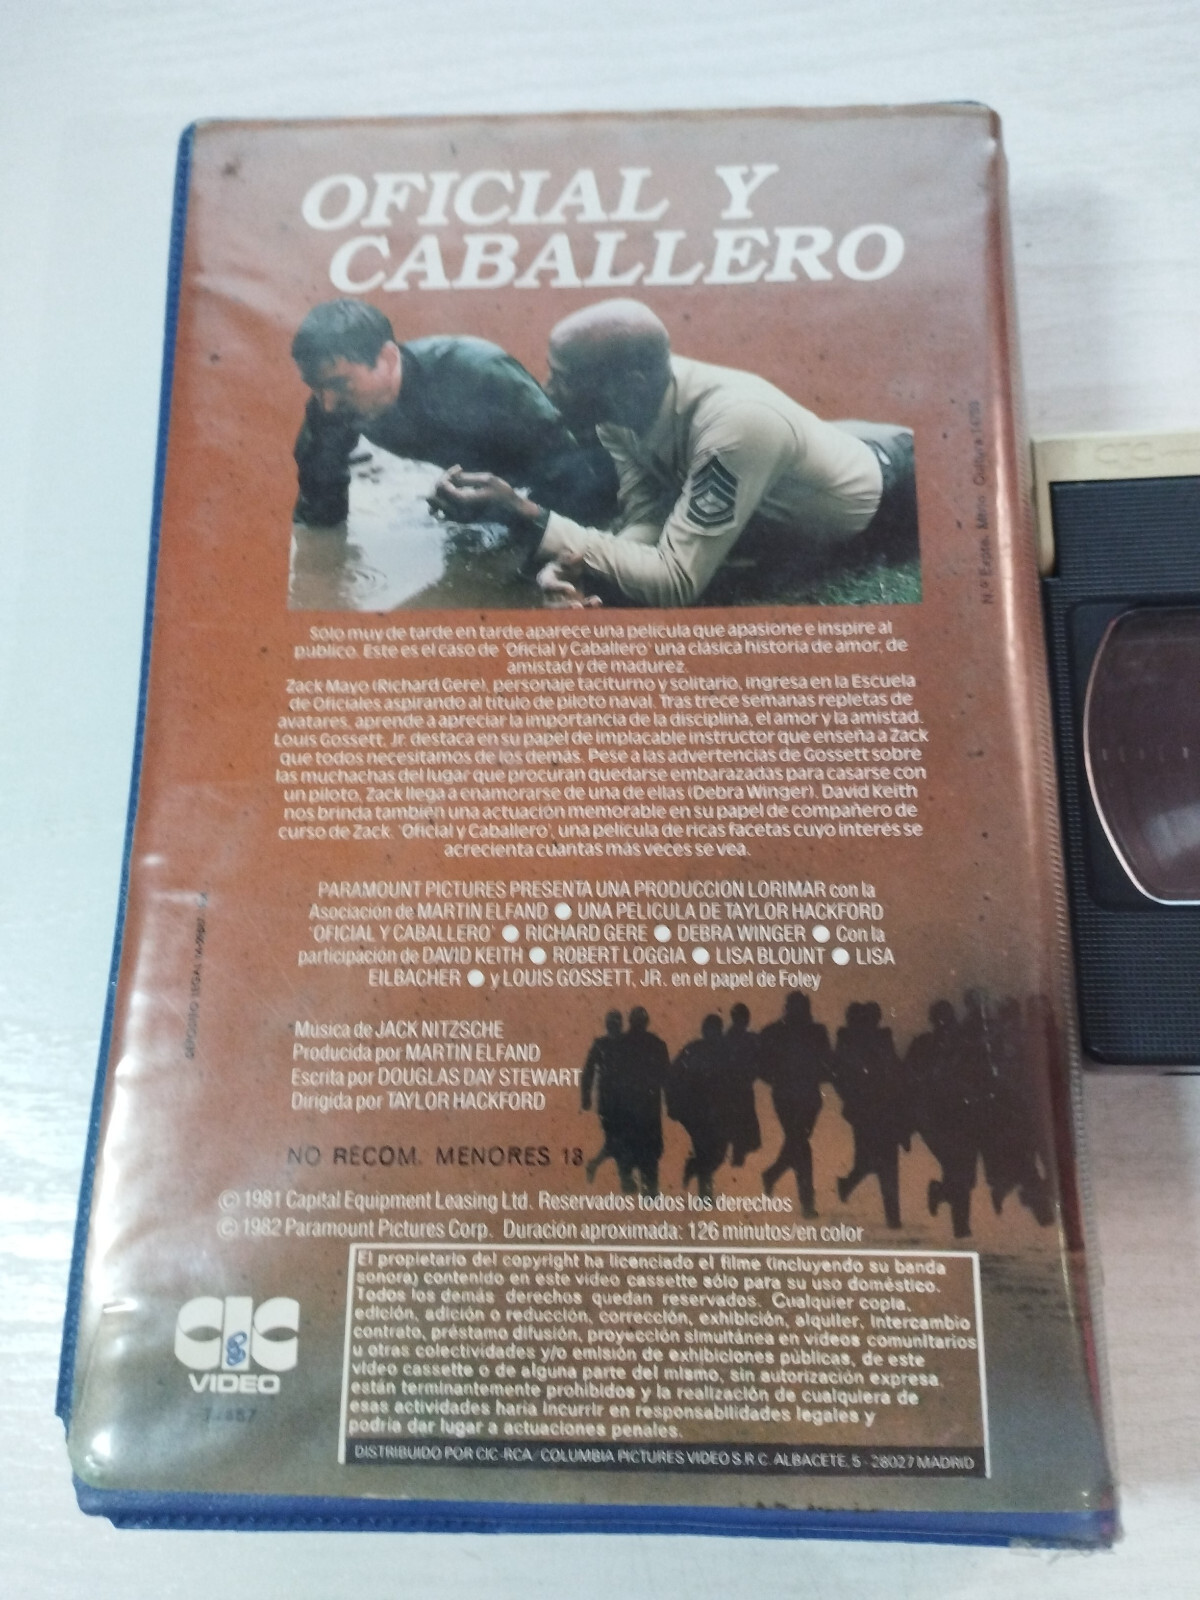 OFICIAL Y
CABALLERO
Solo muy de tarde en tarde aparece una película que apasione e inspire al
público. Este es el caso de 'Oficial y Caballero' una clásica historia de amor, de
amistad y de madurez.
Zack Mayo (Richard Gere), personaje taciturno y solitario, ingresa en la Escuela
de Oficiales aspirando al título de piloto naval. Tras trece semanas repletas de
avatares, aprende a apreciar la importancia de la disciplina, el amor y la amistad.
Louis Gossett, Jr. destaca en su papel de implacable instructor que enseña a Zack
que todos necesitamos de los demás. Pese a las advertencias de Gossett sobre
las muchachas del lugar que procuran quedarse embarazadas para casarse con
un piloto, Zack llega a enamorarse de una de ellas (Debra Winger). David Keith
nos brinda también una actuación memorable en su papel de compañero de
curso de Zack. 'Oficial y Caballero', una película de ricas facetas cuyo interés se
acrecienta cuantas más veces se vea.
PARAMOUNT PICTURES PRESENTA UNA PRODUCCION LORIMAR con la
Asociación de MARTIN ELFAND ● UNA PELICULA DE TAYLOR HACKFORD
'OFICIAL Y CABALLERO' ● RICHARD GERE ● DEBRA WINGER ● Con la
participación de DAVID KEITH ● ROBERT LOGGIA ● LISA BLOUNT ● LISA
EILBACHER ● y LOUIS GOSSETT, JR. en el papel de Foley
Música de JACK NITZSCHE
Producida por MARTIN ELFAND
Escrita por DOUGLAS DAY STEWART
Dirigida por TAYLOR HACKFORD
NO RECOM. MENORES 13
© 1981 Capital Equipment Leasing Ltd. Reservados todos los derechos
© 1982 Paramount Pictures Corp. Duración aproximada: 126 minutos/en color
El propietario del copyright ha licenciado el filme (incluyendo su banda
sonora) contenido en este video cassette sólo para su uso doméstico.
Todos los demás derechos quedan reservados. Cualquier copia,
edición, adición o reducción, corrección, exhibición, alquiler, intercambio
contrato, préstamo difusión, proyección simultánea en videos comunitarios
u otras colectividades y/o emisión de exhibiciones públicas, de este
video cassette o de alguna parte del mismo, sin autorización expresa,
están terminantemente prohibidos y la realización de cualquiera de
esas actividades haría incurrir en responsabilidades legales y
podría dar lugar a actuaciones penales.
DISTRIBUIDO POR CIC-RCA/COLUMBIA PICTURES VIDEO S.R.C. ALBACETE, 5 - 28027 MADRID
CIC
VIDEO
N.º Expte. Mino. Cultura
DEPOSITO LEGAL
CIC